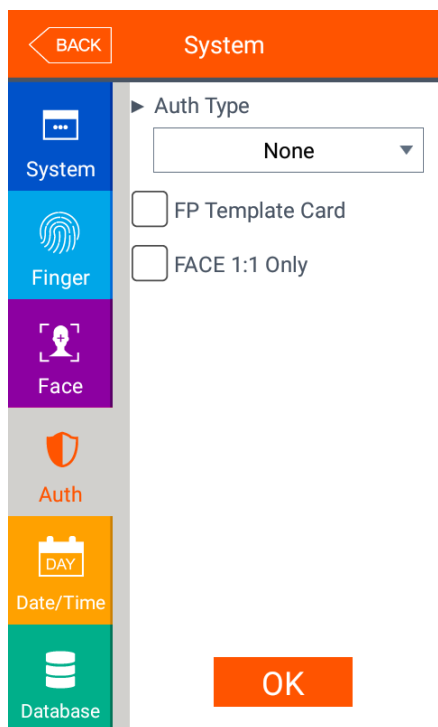 BACK
System
System
Finger
Face
Auth
DAY
Date/Time
Database
► Auth Type
None
FP Template Card
FACE 1:1 Only
OK